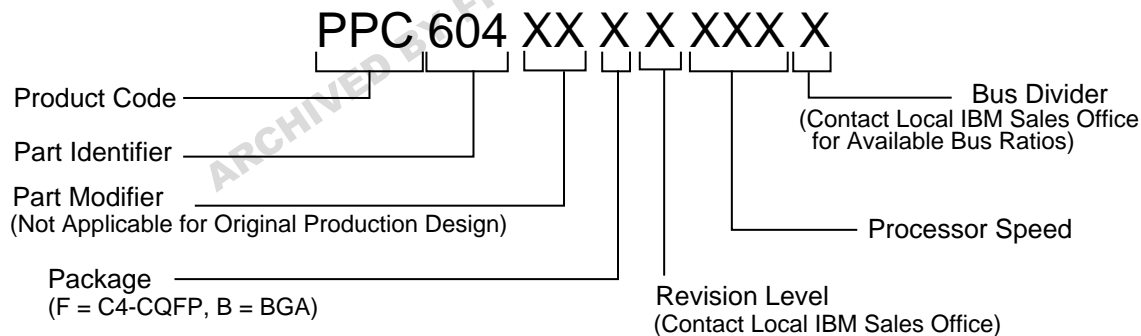 PPC 604 XX X X XXX X
Product Code
Part Identifier
Part Modifier
(Not Applicable for Original Production Design)
Package
(F = C4-CQFP, B = BGA)
Revision Level
(Contact Local IBM Sales Office)
Processor Speed
Bus Divider
(Contact Local IBM Sales Office
for Available Bus Ratios)
ARCHIVED BY